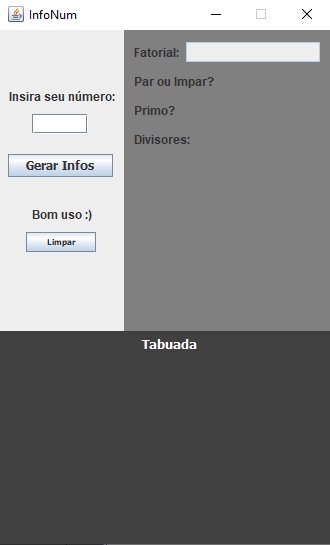 InfoNum
Insira seu número:
Gerar Infos
Bom uso :)
Limpar
Fatorial:
Par ou Impar?
Primo?
Divisores:
Tabuada